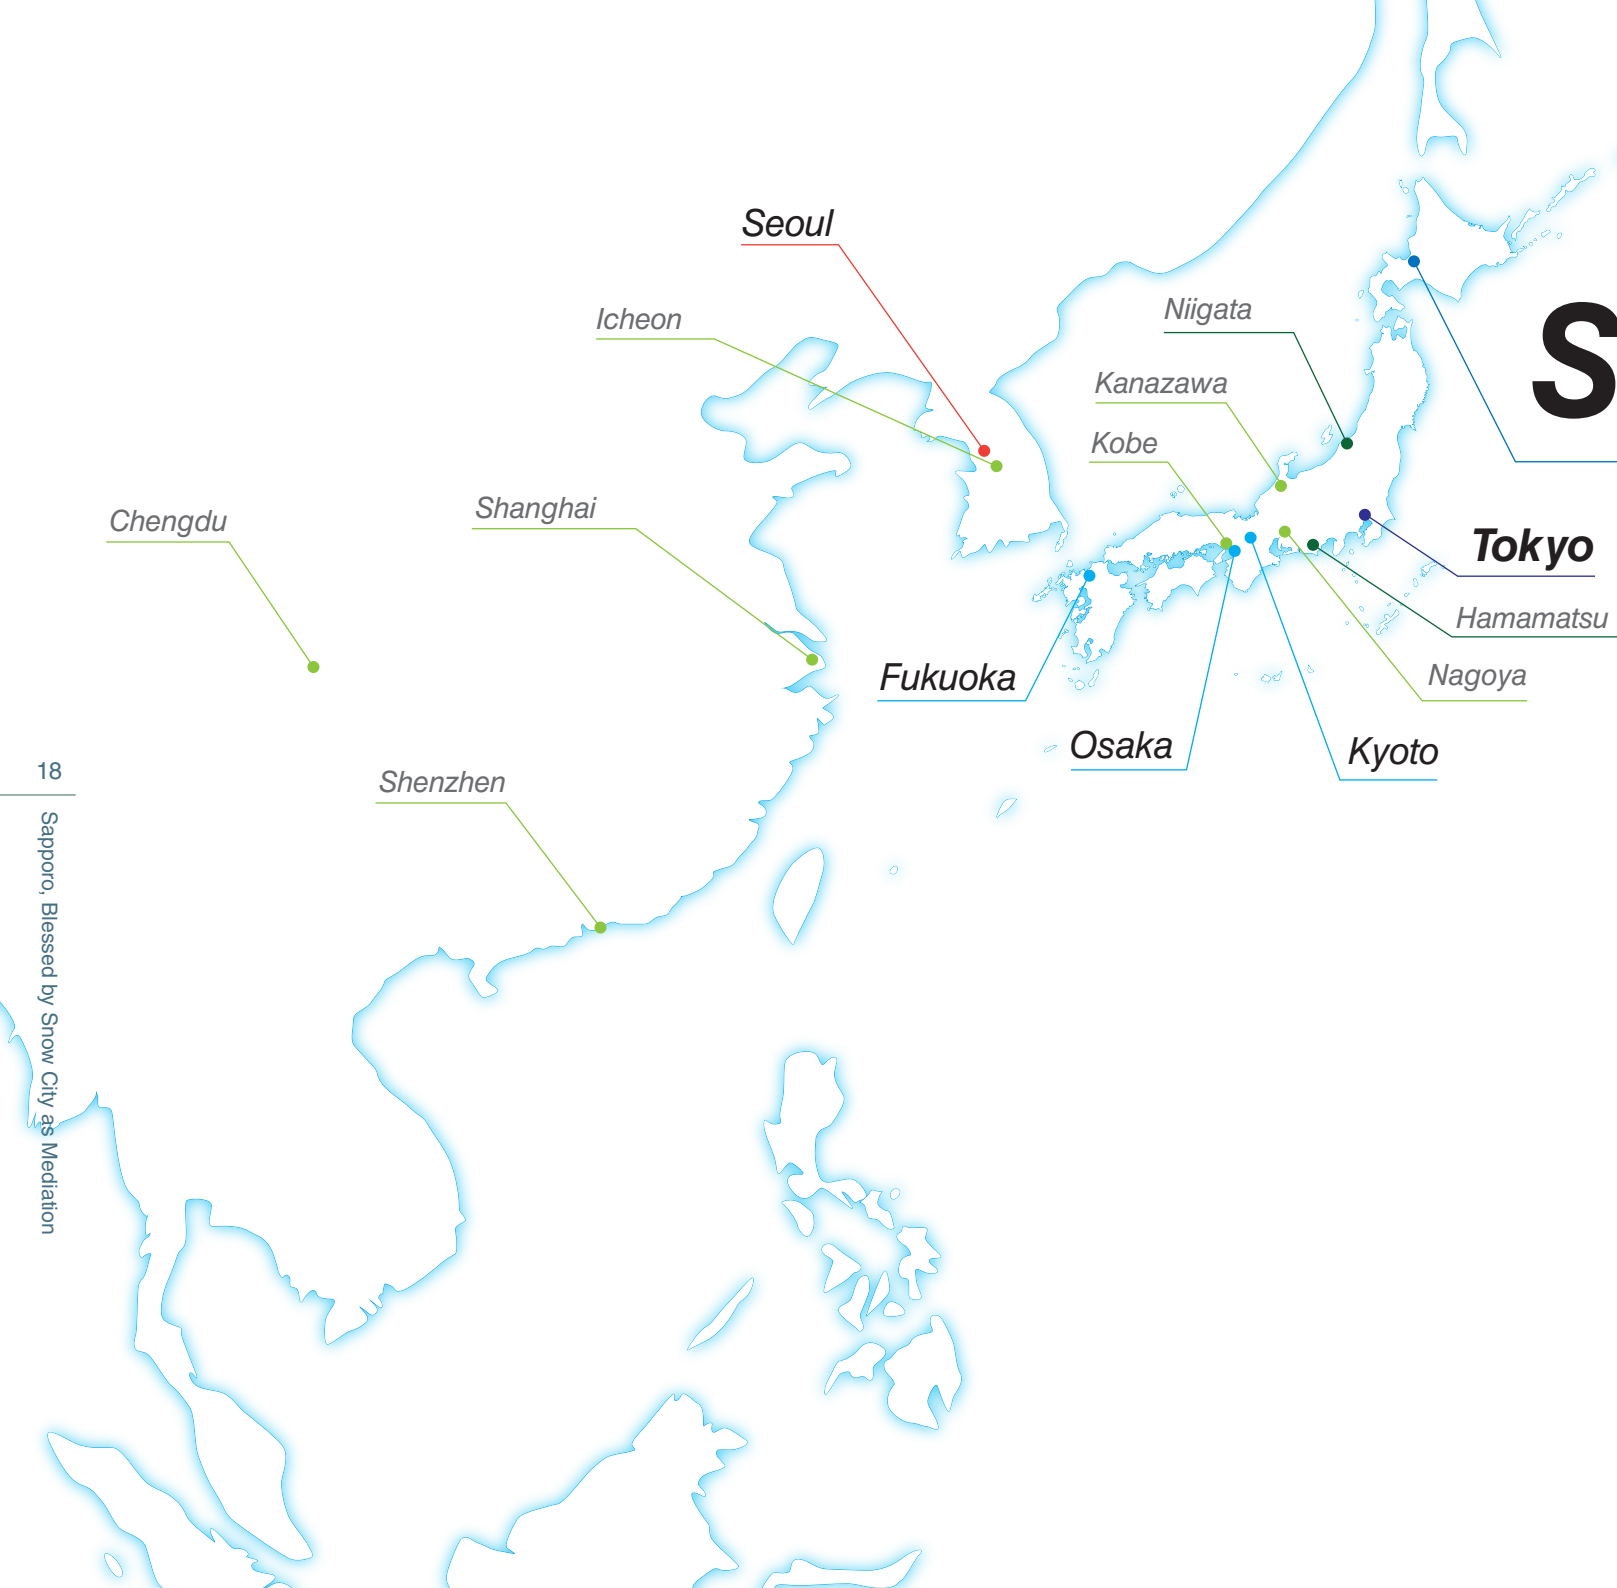 Seoul
Icheon
Niigata
Kanazawa
Kobe
S
Chengdu
Shanghai
Tokyo
Hamamatsu
Fukuoka
Nagoya
Osaka
Kyoto
18
Shenzhen
Sapporo, Blessed by Snow City as Mediation